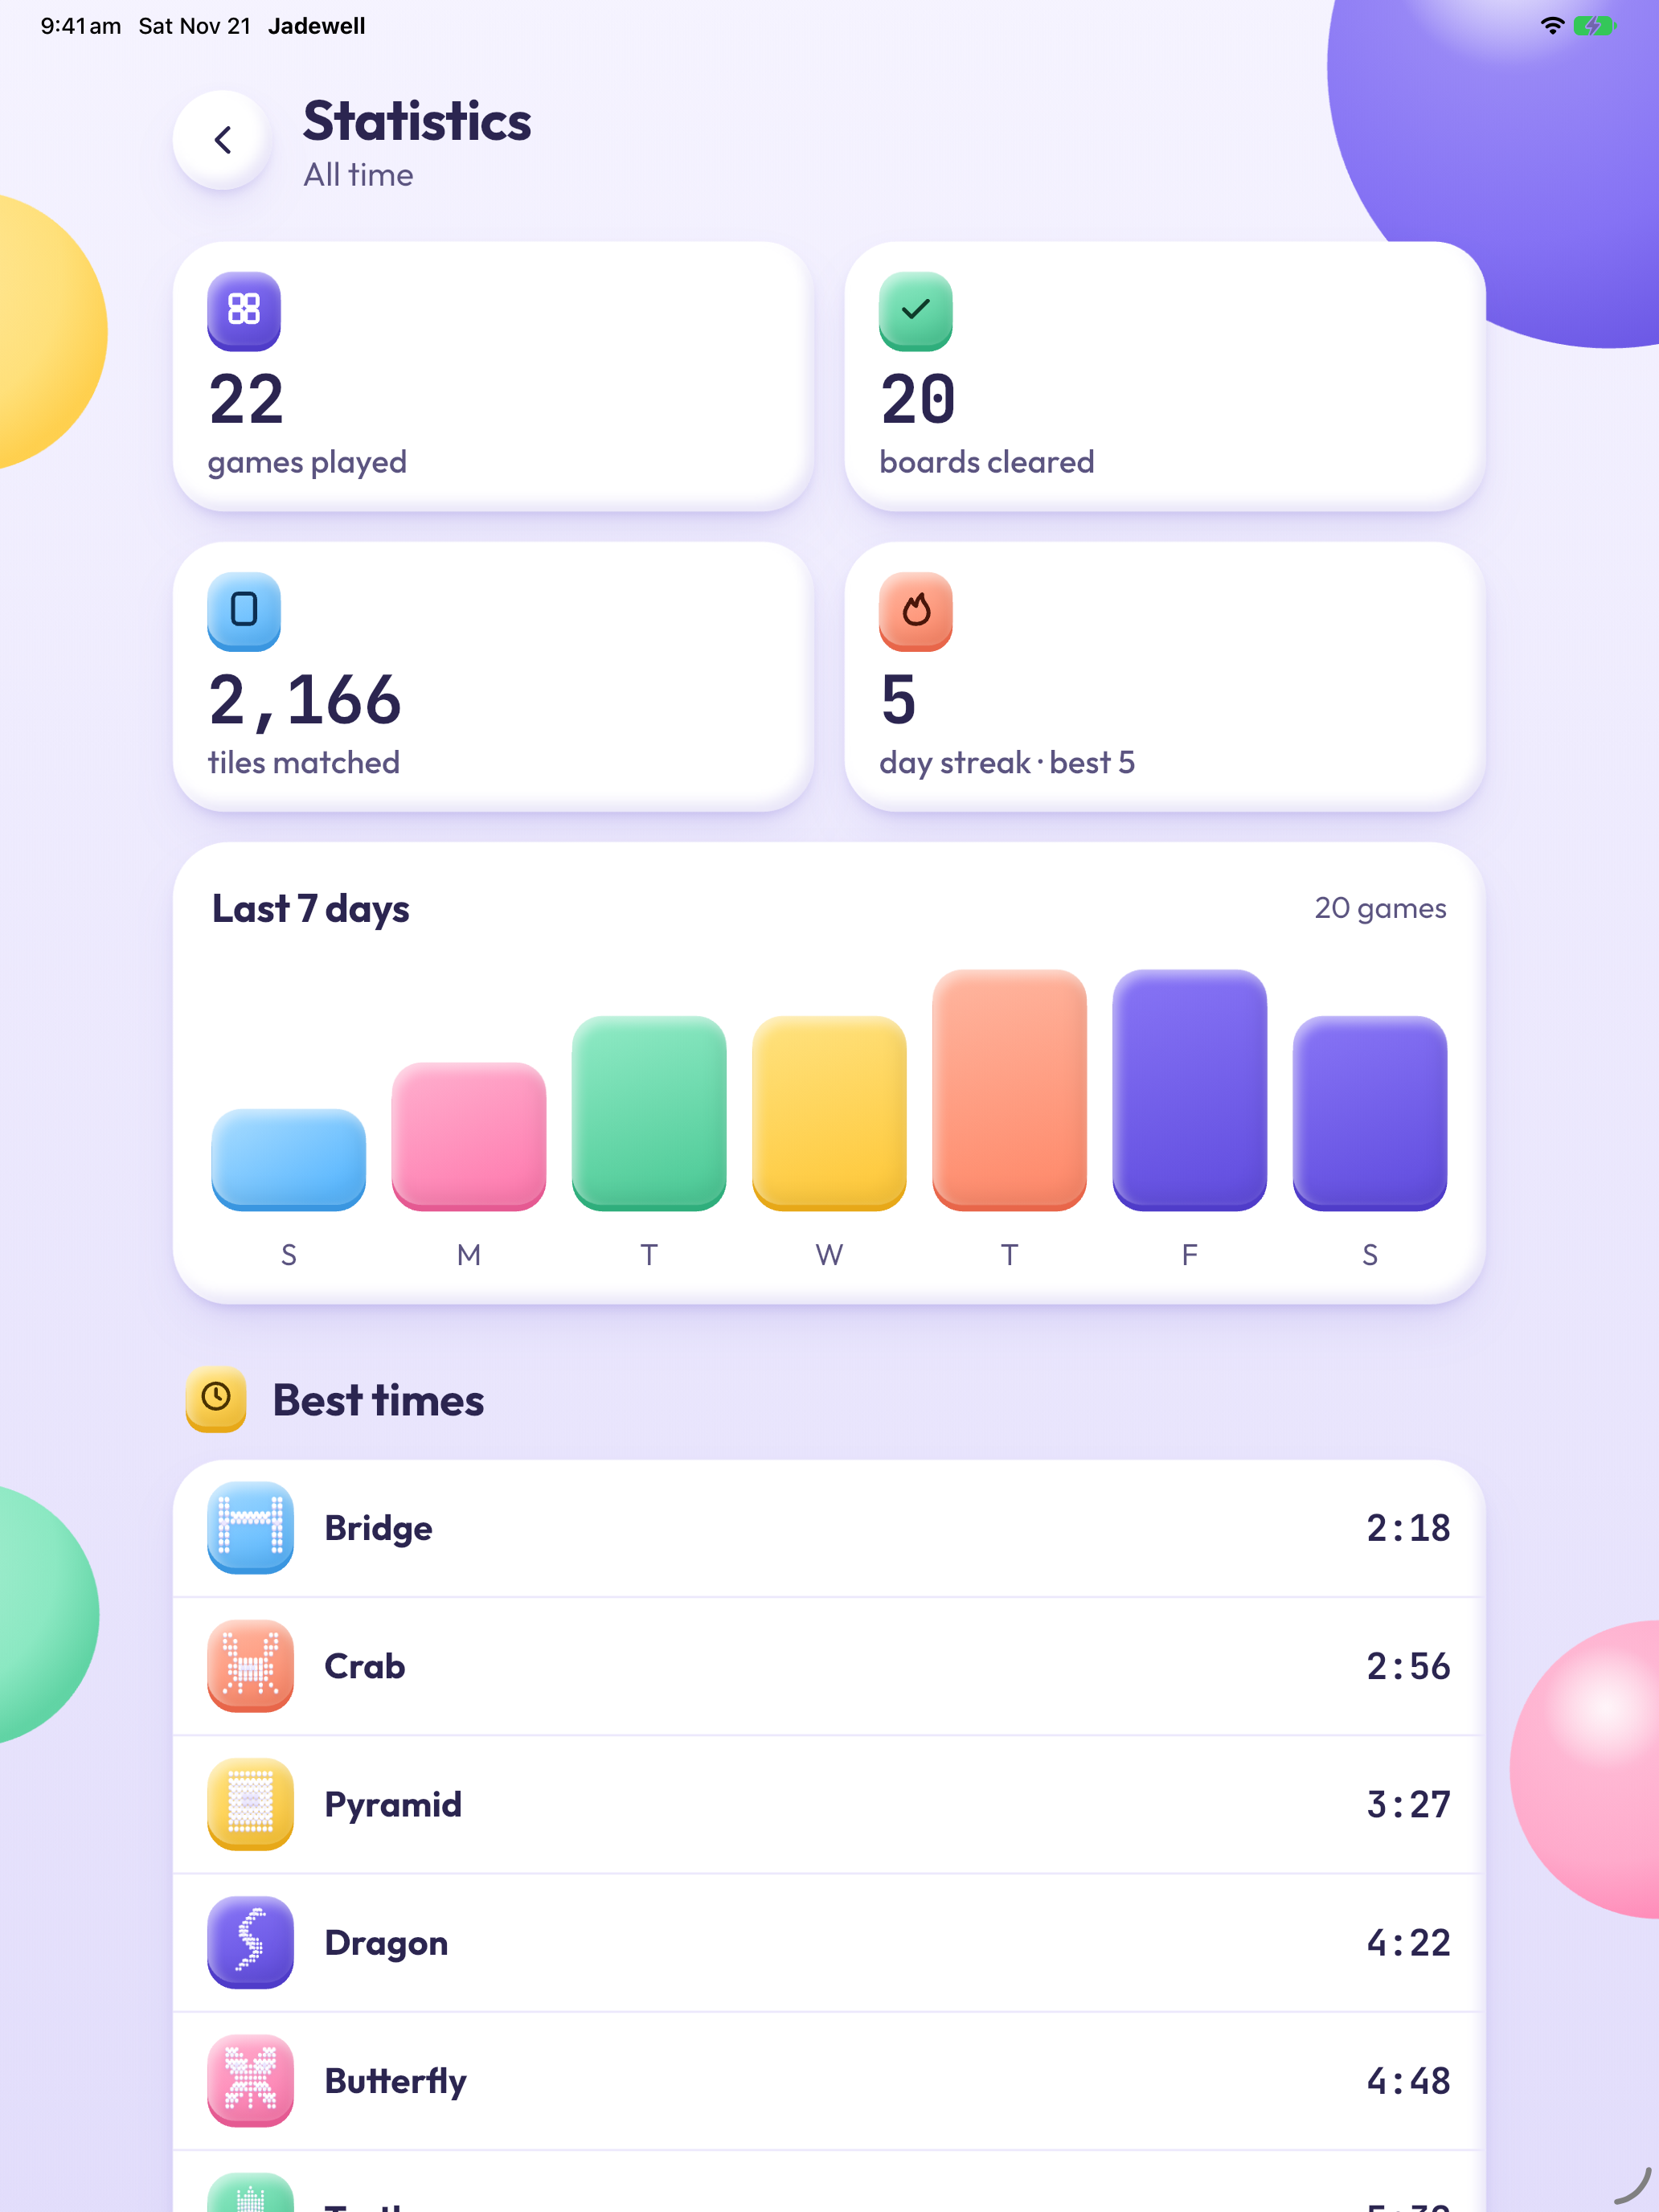 9:41 am Sat Nov 21 Jadewell
Statistics
All time
22
games played
20
boards cleared
2,166
tiles matched
5
day streak · best 5
Last 7 days
20 games
S M T W T F S
Best times
Bridge 2:18
Crab 2:56
Pyramid 3:27
Dragon 4:22
Butterfly 4:48